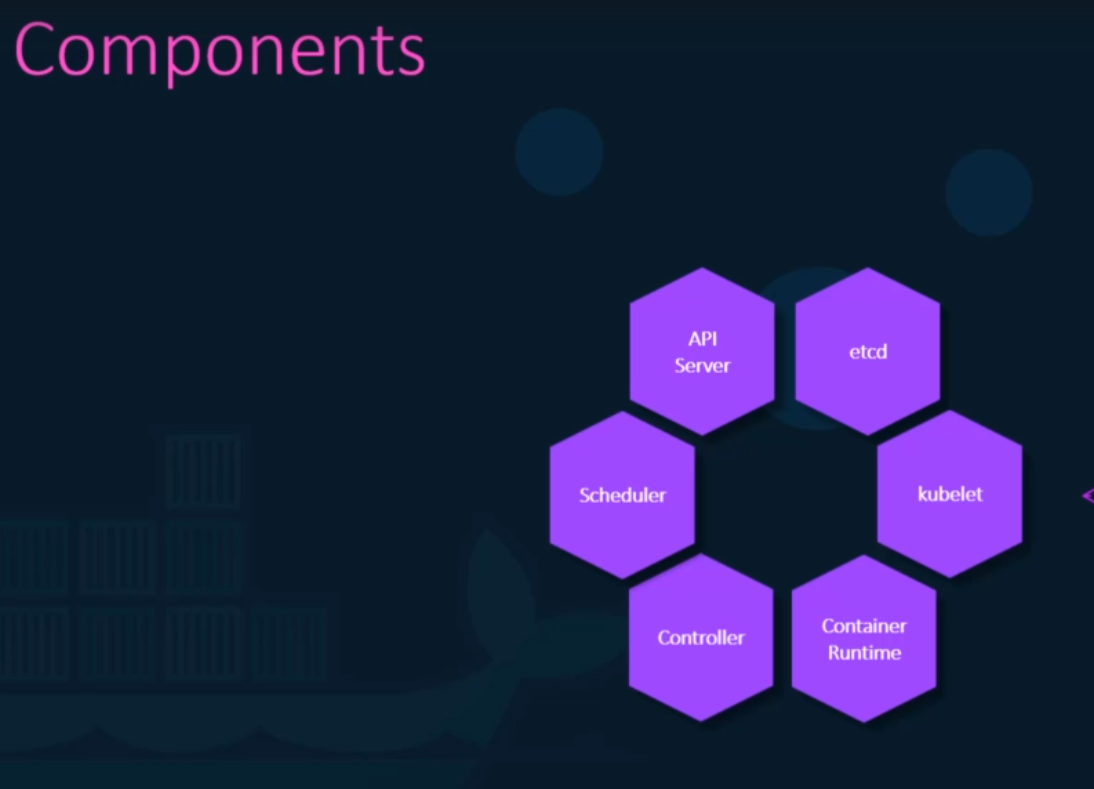 Components
API
Server
etcd
Scheduler
kubelet
Controller
Container
Runtime